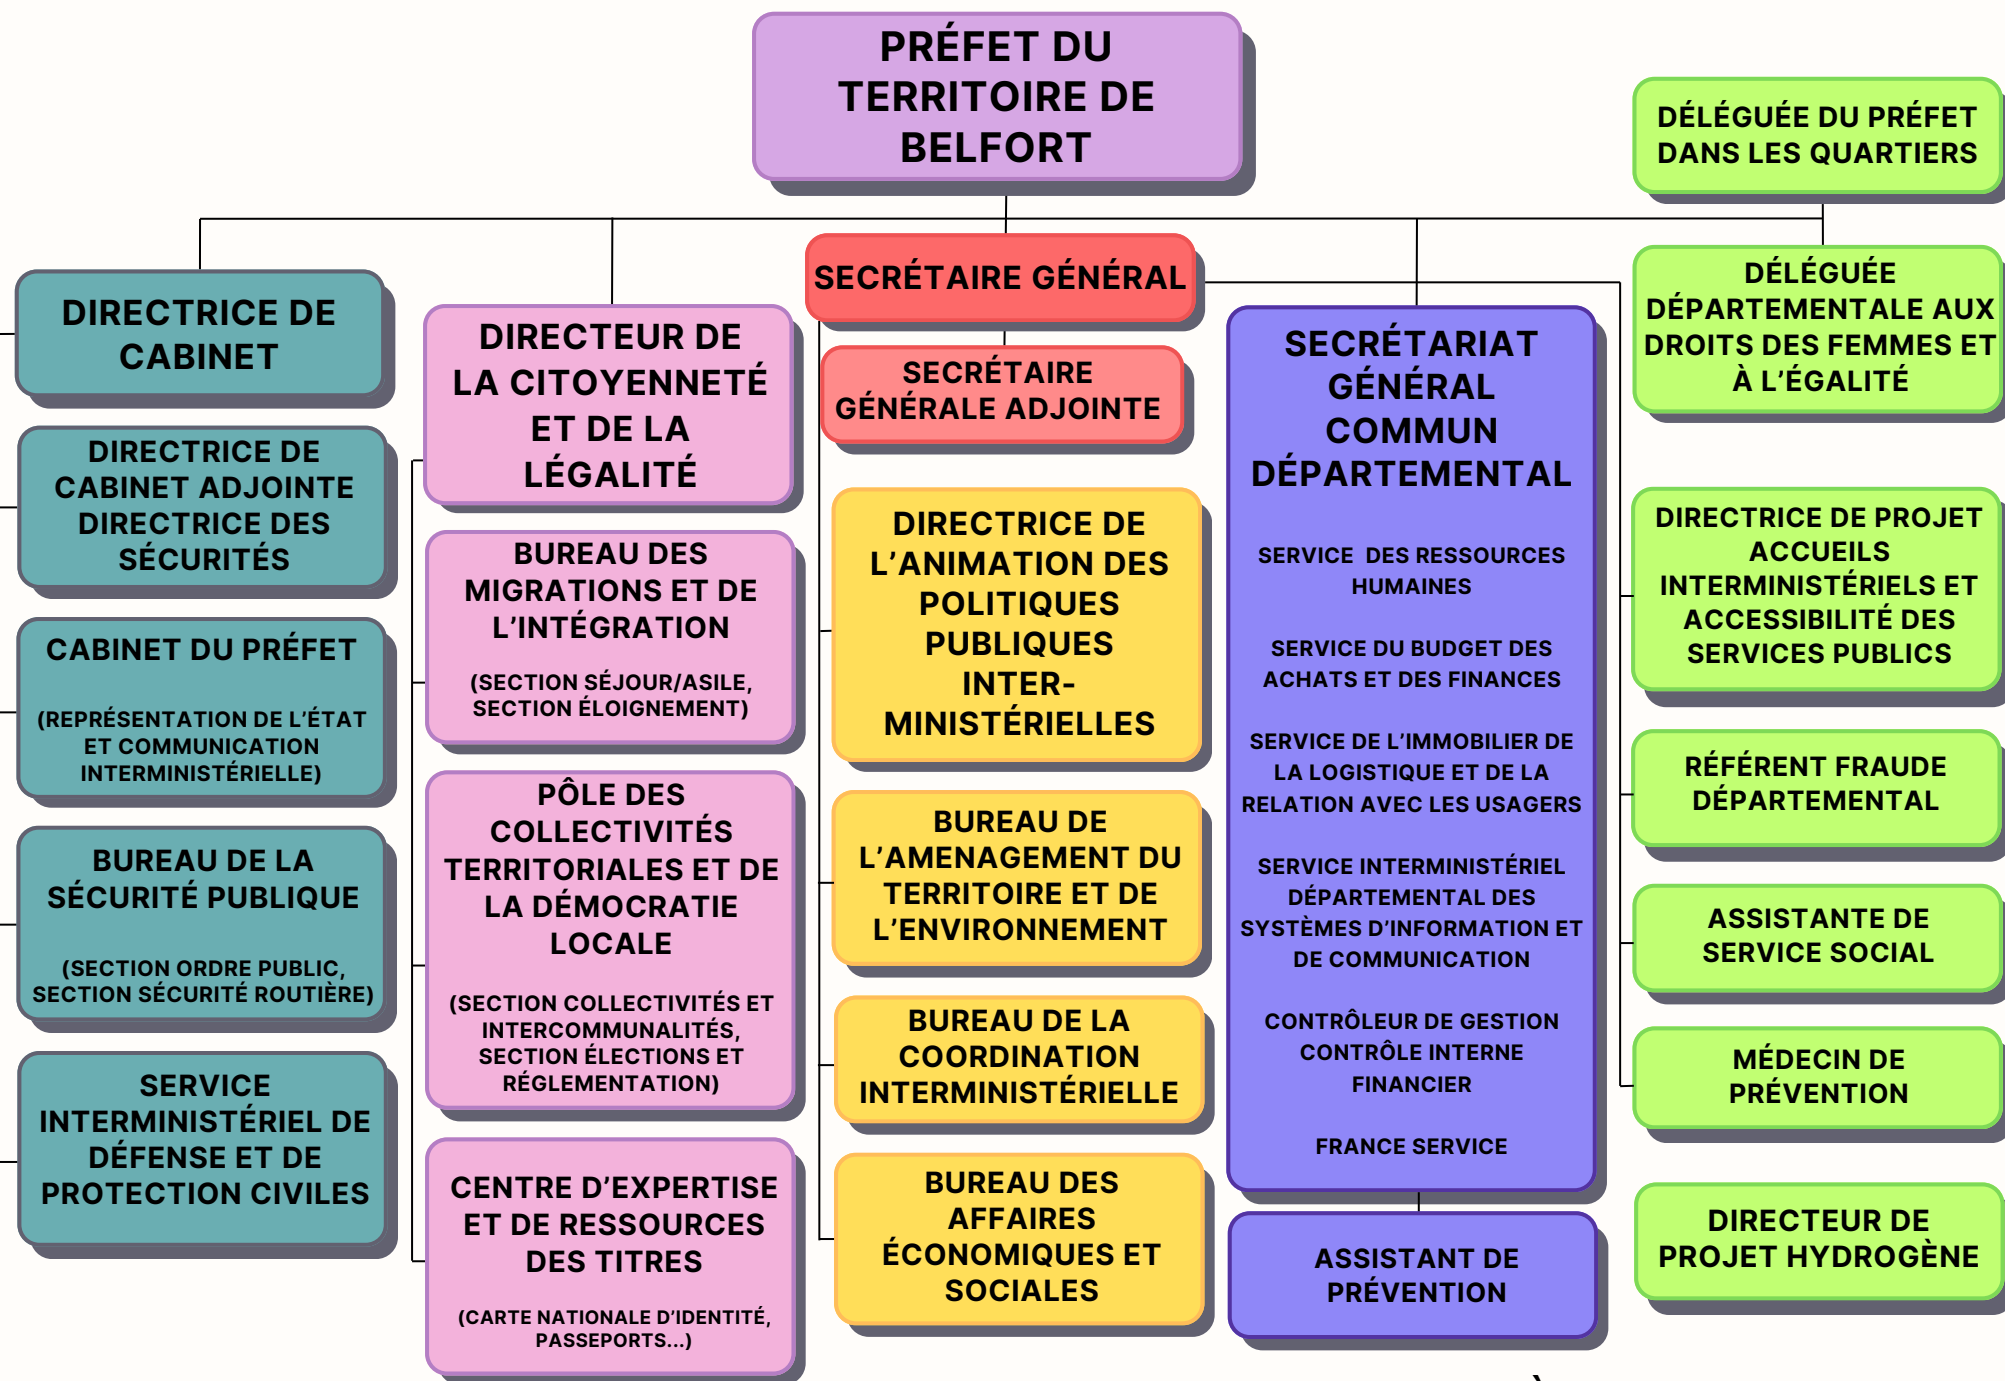 PRÉFET DU
TERRITOIRE DE
BELFORT
DÉLÉGUÉE DU PRÉFET
DANS LES QUARTIERS
DIRECTRICE DE
CABINET
DIRECTRICE DE
CABINET ADJOINTE
DIRECTRICE DES
SÉCURITÉS
CABINET DU PRÉFET
(REPRÉSENTATION DE L’ÉTAT
ET COMMUNICATION
INTERMINISTÉRIELLE)
BUREAU DE LA
SÉCURITÉ PUBLIQUE
(SECTION ORDRE PUBLIC,
SECTION SÉCURITÉ ROUTIÈRE)
SERVICE
INTERMINISTÉRIEL DE
DÉFENSE ET DE
PROTECTION CIVILES
DIRECTEUR DE
LA CITOYENNETÉ
ET DE LA
LÉGALITÉ
BUREAU DES
MIGRATIONS ET DE
L’INTÉGRATION
(SECTION SÉJOUR/ASILE,
SECTION ÉLOIGNEMENT)
PÔLE DES
COLLECTIVITÉS
TERRITORIALES ET DE
LA DÉMOCRATIE
LOCALE
(SECTION COLLECTIVITÉS ET
INTERCOMMUNALITÉS,
SECTION ÉLECTIONS ET
RÉGLEMENTATION)
CENTRE D’EXPERTISE
ET DE RESSOURCES
DES TITRES
(CARTE NATIONALE D’IDENTITÉ,
PASSEPORTS...)
SECRÉTAIRE GÉNÉRAL
SECRÉTAIRE
GÉNÉRALE ADJOINTE
DIRECTRICE DE
L’ANIMATION DES
POLITIQUES
PUBLIQUES
INTER-
MINISTÉRIELLES
BUREAU DE
L’AMENAGEMENT DU
TERRITOIRE ET DE
L’ENVIRONNEMENT
BUREAU DE LA
COORDINATION
INTERMINISTÉRIELLE
BUREAU DES
AFFAIRES
ÉCONOMIQUES ET
SOCIALES
SECRÉTARIAT
GÉNÉRAL
COMMUN
DÉPARTEMENTAL
SERVICE DES RESSOURCES
HUMAINES
SERVICE DU BUDGET DES
ACHATS ET DES FINANCES
SERVICE DE L’IMMOBILIER DE
LA LOGISTIQUE ET DE LA
RELATION AVEC LES USAGERS
SERVICE INTERMINISTÉRIEL
DÉPARTEMENTAL DES
SYSTÈMES D’INFORMATION ET
DE COMMUNICATION
CONTRÔLEUR DE GESTION
CONTRÔLE INTERNE
FINANCIER
FRANCE SERVICE
ASSISTANT DE
PRÉVENTION
DÉLÉGUÉE
DÉPARTEMENTALE AUX
DROITS DES FEMMES ET
À L’ÉGALITÉ
DIRECTRICE DE PROJET
ACCUEILS
INTERMINISTÉRIELS ET
ACCESSIBILITÉ DES
SERVICES PUBLICS
RÉFÉRENT FRAUDE
DÉPARTEMENTAL
ASSISTANTE DE
SERVICE SOCIAL
MÉDECIN DE
PRÉVENTION
DIRECTEUR DE
PROJET HYDROGÈNE